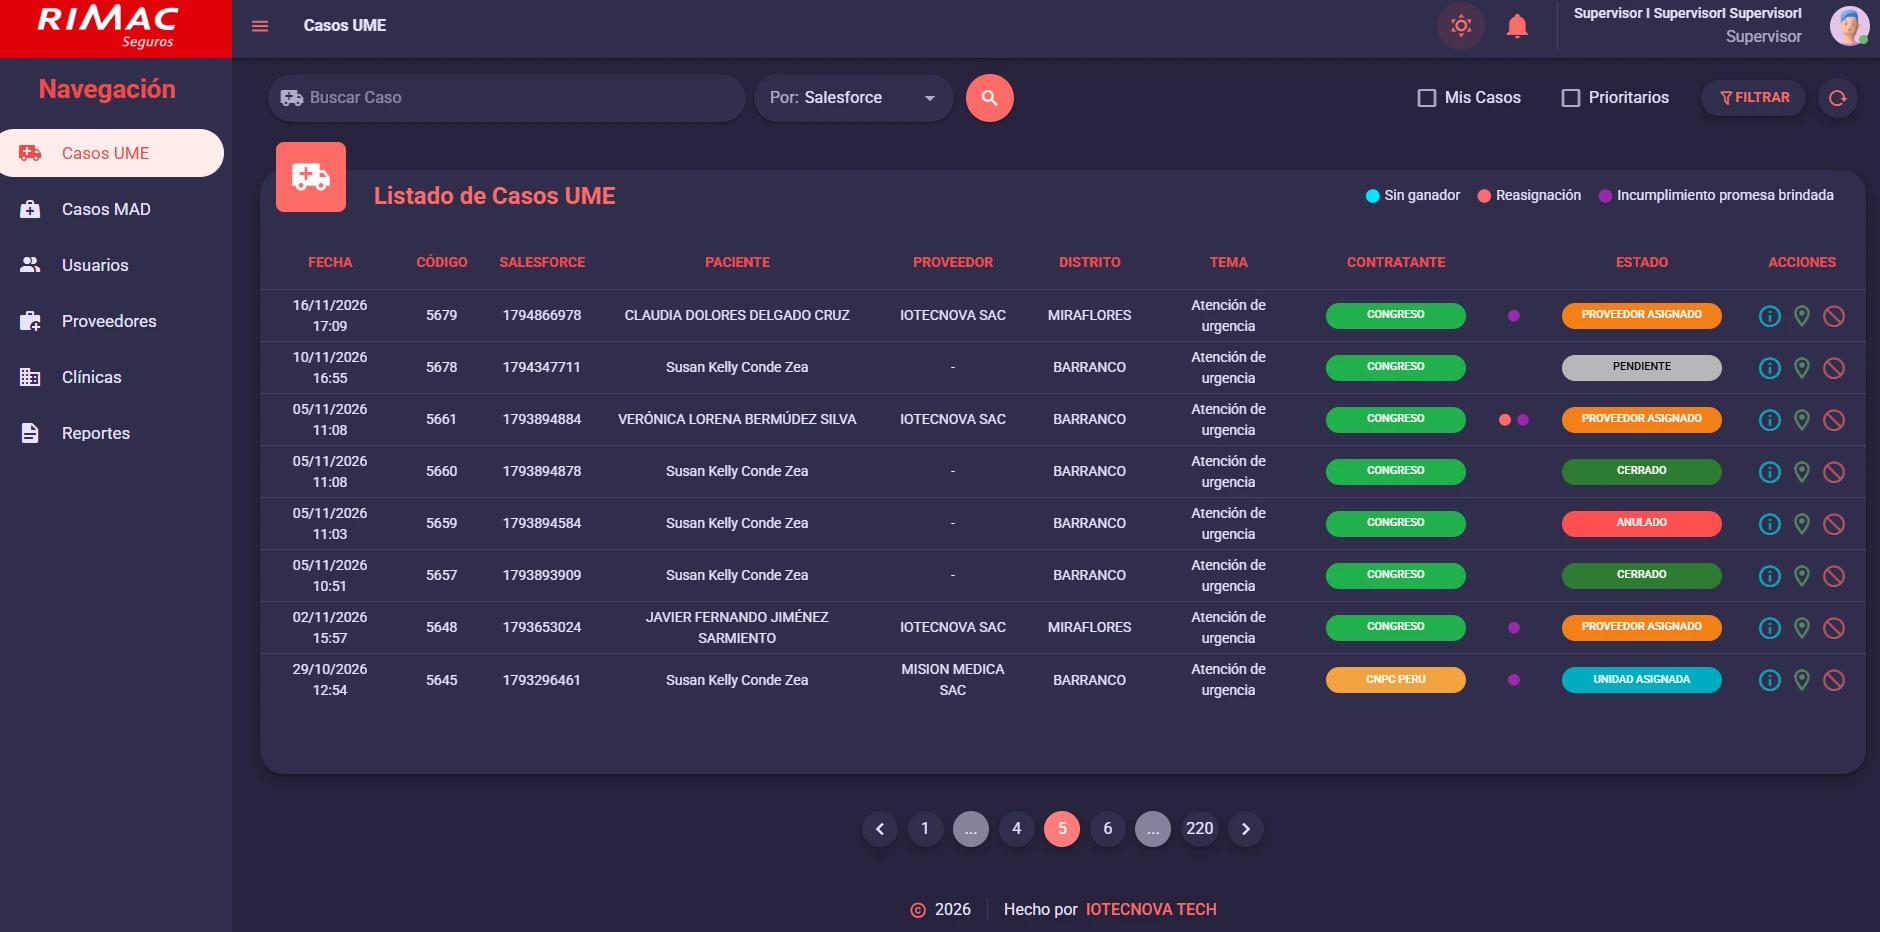 RIMAC
Seguros
Casos UME
Supervisor I SupervisorI SupervisorI
Supervisor
Navegación
Casos UME
Casos MAD
Usuarios
Proveedores
Clínicas
Reportes
Buscar Caso
Por: Salesforce
Mis Casos
Prioritarios
FILTRAR
Listado de Casos UME
Sin ganador
Reasignación
Incumplimiento promesa brindada
FECHA CÓDIGO SALESFORCE PACIENTE PROVEEDOR DISTRITO TEMA CONTRATANTE ESTADO ACCIONES
16/11/2026 17:09 5679 1794866978 CLAUDIA DOLORES DELGADO CRUZ IOTECNOVA SAC MIRAFLORES Atención de urgencia CONGRESO PROVEEDOR ASIGNADO
10/11/2026 16:55 5678 1794347711 Susan Kelly Conde Zea - BARRANCO Atención de urgencia CONGRESO PENDIENTE
05/11/2026 11:08 5661 1793894884 VERÓNICA LORENA BERMÚDEZ SILVA IOTECNOVA SAC BARRANCO Atención de urgencia CONGRESO PROVEEDOR ASIGNADO
05/11/2026 11:08 5660 1793894878 Susan Kelly Conde Zea - BARRANCO Atención de urgencia CONGRESO CERRADO
05/11/2026 11:03 5659 1793894584 Susan Kelly Conde Zea - BARRANCO Atención de urgencia CONGRESO ANULADO
05/11/2026 10:51 5657 1793893909 Susan Kelly Conde Zea - BARRANCO Atención de urgencia CONGRESO CERRADO
02/11/2026 15:57 5648 1793653024 JAVIER FERNANDO JIMÉNEZ SARMIENTO IOTECNOVA SAC MIRAFLORES Atención de urgencia CONGRESO PROVEEDOR ASIGNADO
29/10/2026 12:54 5645 1793296461 Susan Kelly Conde Zea MISION MEDICA SAC BARRANCO Atención de urgencia CNPC PERU UNIDAD ASIGNADA
1 ... 4 5 6 ... 220
© 2026 Hecho por IOTECNOVA TECH